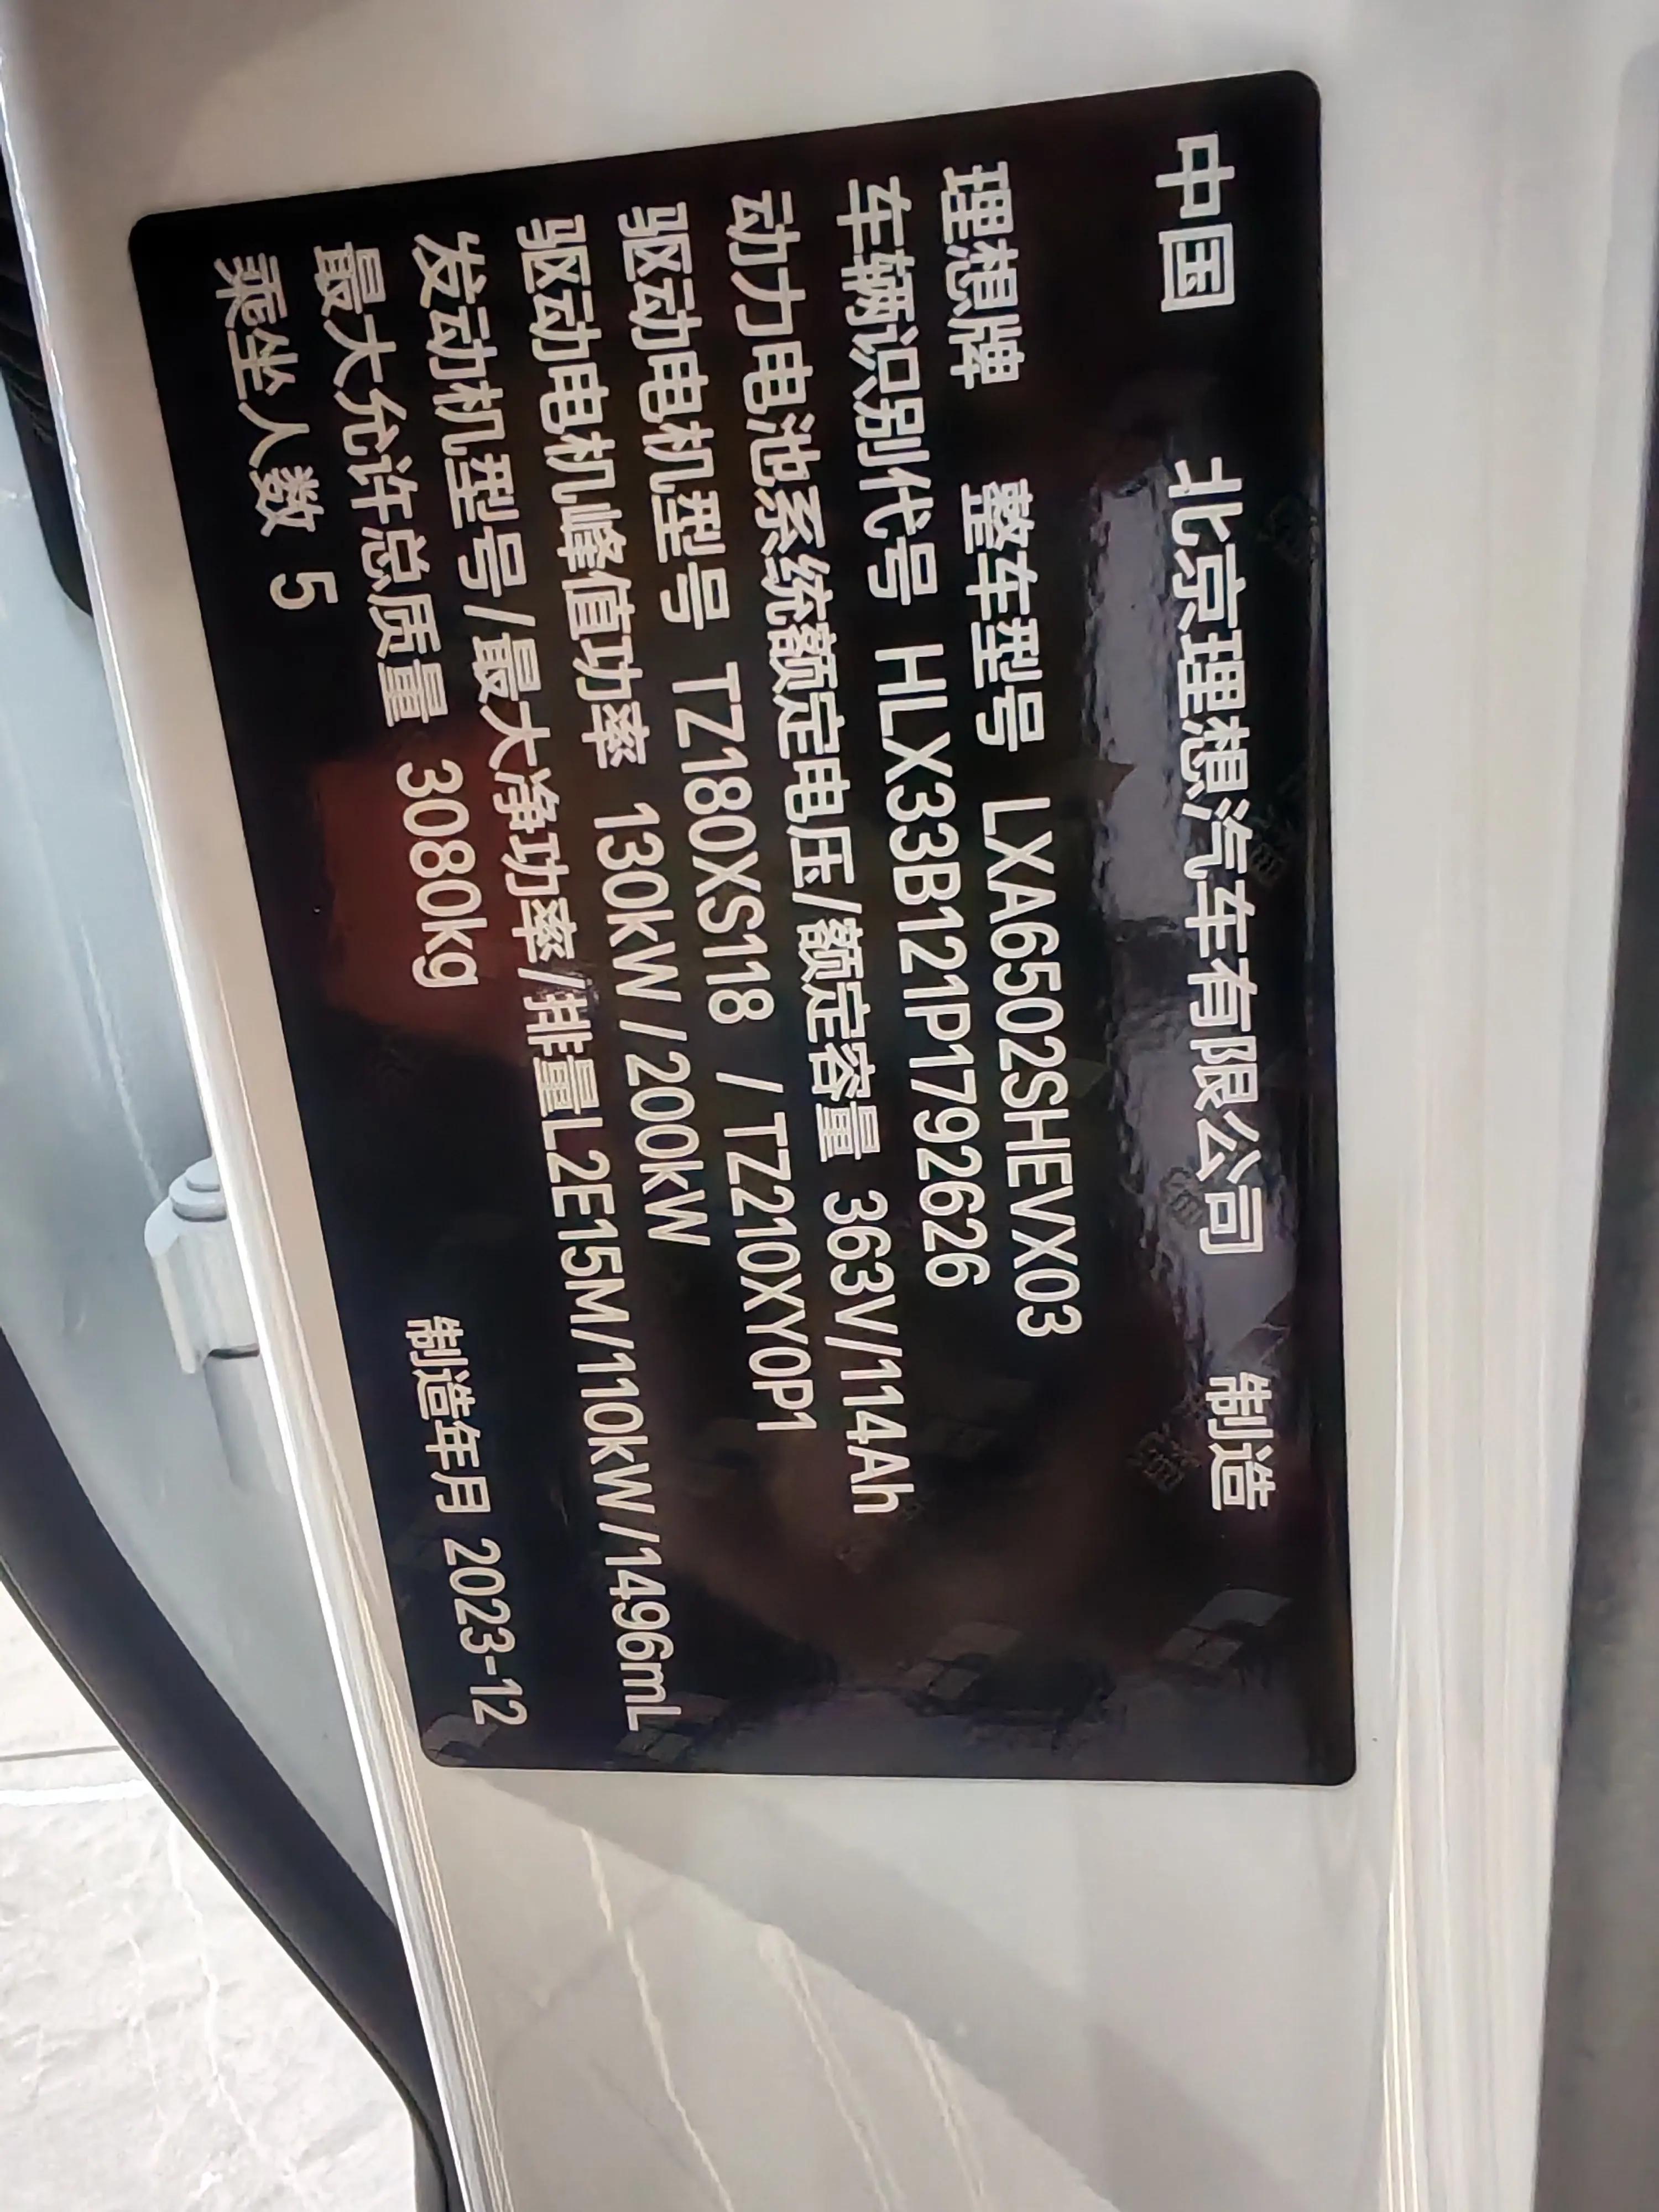 中国 北京理想汽车有限公司 制造
理想牌 整车型号 LXA6502SHEVX03
车辆识别代号 HLX33B121P1792626
动力电池系统额定电压/额定容量 363V/114Ah
驱动电机型号 TZ180XS118 / TZ210XY0P1
驱动电机峰值功率 130kW / 200kW
发动机型号/最大净功率/排量L2E15M/110kW/1496mL
最大允许总质量 3080kg
乘坐人数 5 制造年月 2023-12